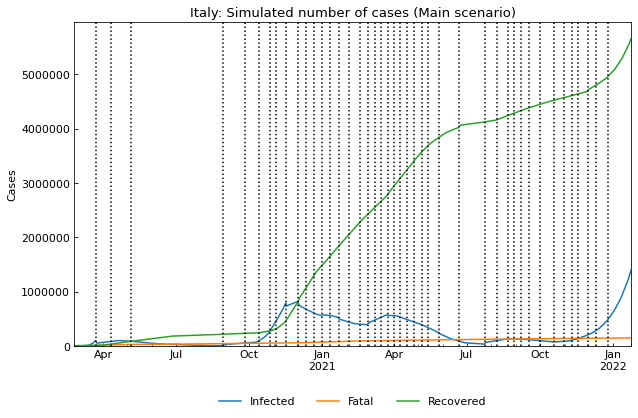 Italy: Simulated number of cases (Main scenario)
Cases
5000000
4000000
3000000
2000000
1000000
0
Apr Jul Oct Jan Apr Jul Oct Jan
2021 2022
Infected Fatal Recovered